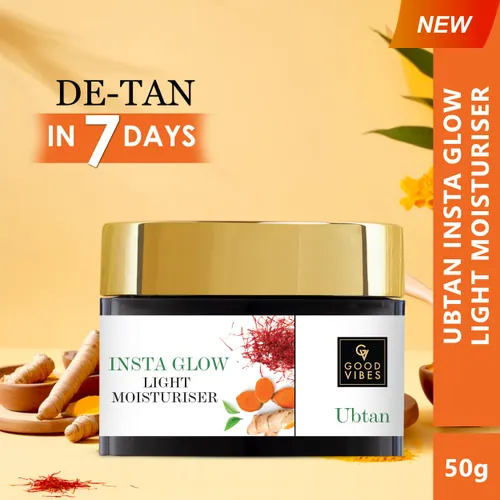 NEW
DE-TAN
IN 7 DAYS
UBTAN INSTA GLOW
LIGHT MOISTURISER
50g
INSTA GLOW
LIGHT
MOISTURISER
GV
GOOD
VIBES
Ubtan